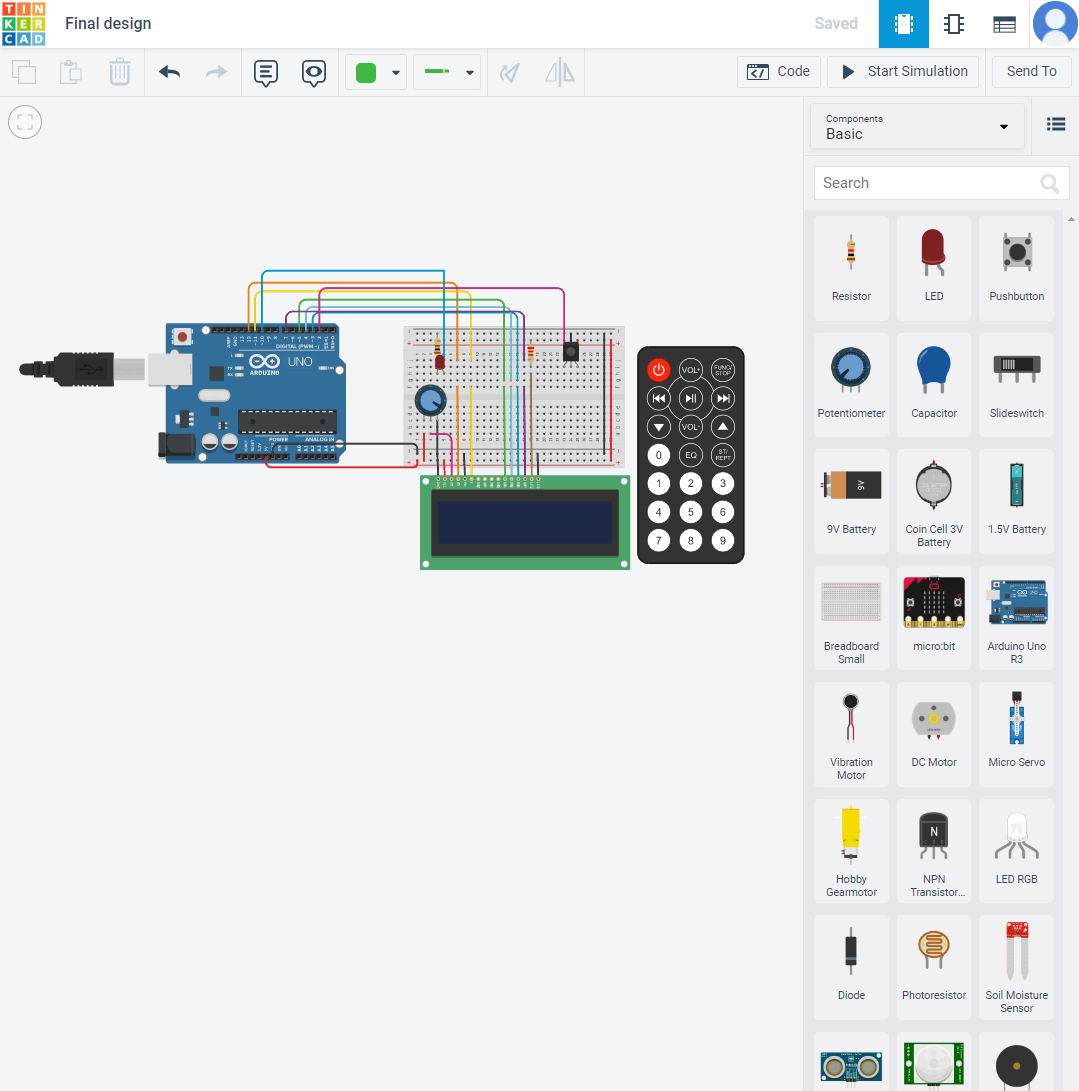 TIN
KER
CAD
Final design
Saved
Code
Start Simulation
Send To
Components
Basic
Search
Resistor
LED
Pushbutton
Potentiometer
Capacitor
Slideswitch
9V
9V Battery
Coin Cell 3V
Battery
1.5V Battery
Breadboard
Small
micro:bit
Arduino Uno
R3
Vibration
Motor
DC Motor
Micro Servo
N
Hobby
Gearmotor
NPN
Transistor...
LED RGB
Diode
Photoresistor
Soil Moisture
Sensor
DIGITAL (PWM~)
UNO
ARDUINO
POWER
ANALOG IN
VOL+
FUNC/
STOP
VOL-
0
EQ
ST/
REPT
1
2
3
4
5
6
7
8
9